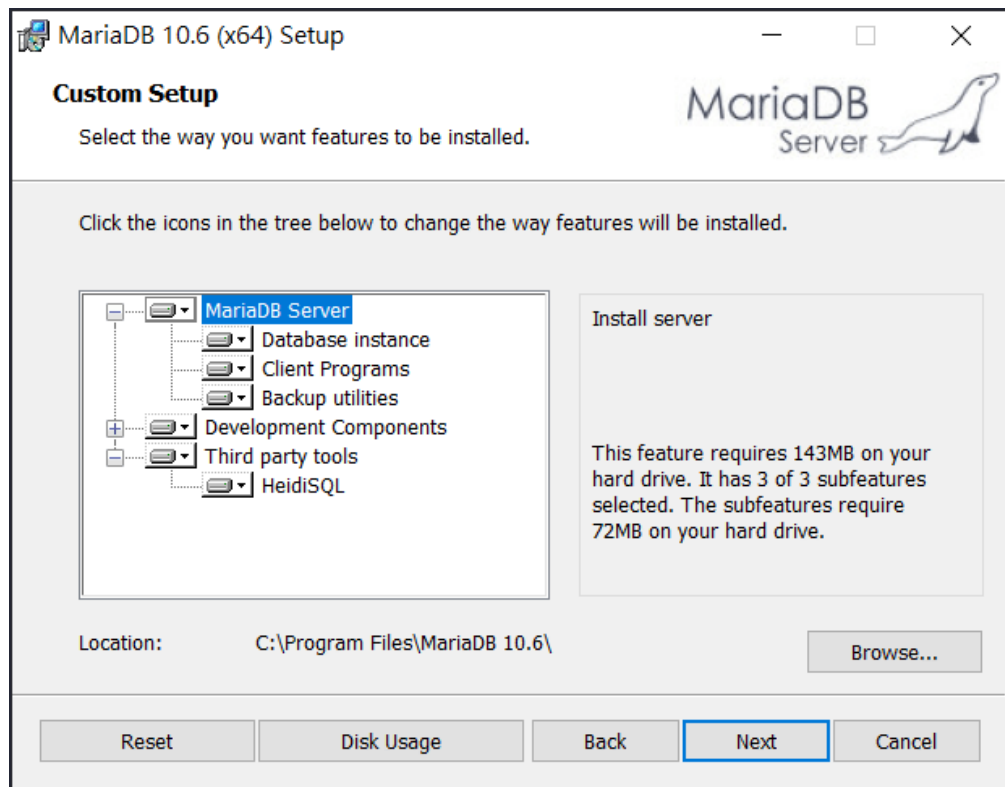 MariaDB 10.6 (x64) Setup
Custom Setup
Select the way you want features to be installed.
MariaDB
Server
Click the icons in the tree below to change the way features will be installed.
MariaDB Server
Database instance
Client Programs
Backup utilities
Development Components
Third party tools
HeidiSQL
Install server
This feature requires 143MB on your
hard drive. It has 3 of 3 subfeatures
selected. The subfeatures require
72MB on your hard drive.
Location: C:\Program Files\MariaDB 10.6\
Browse...
Reset Disk Usage Back Next Cancel